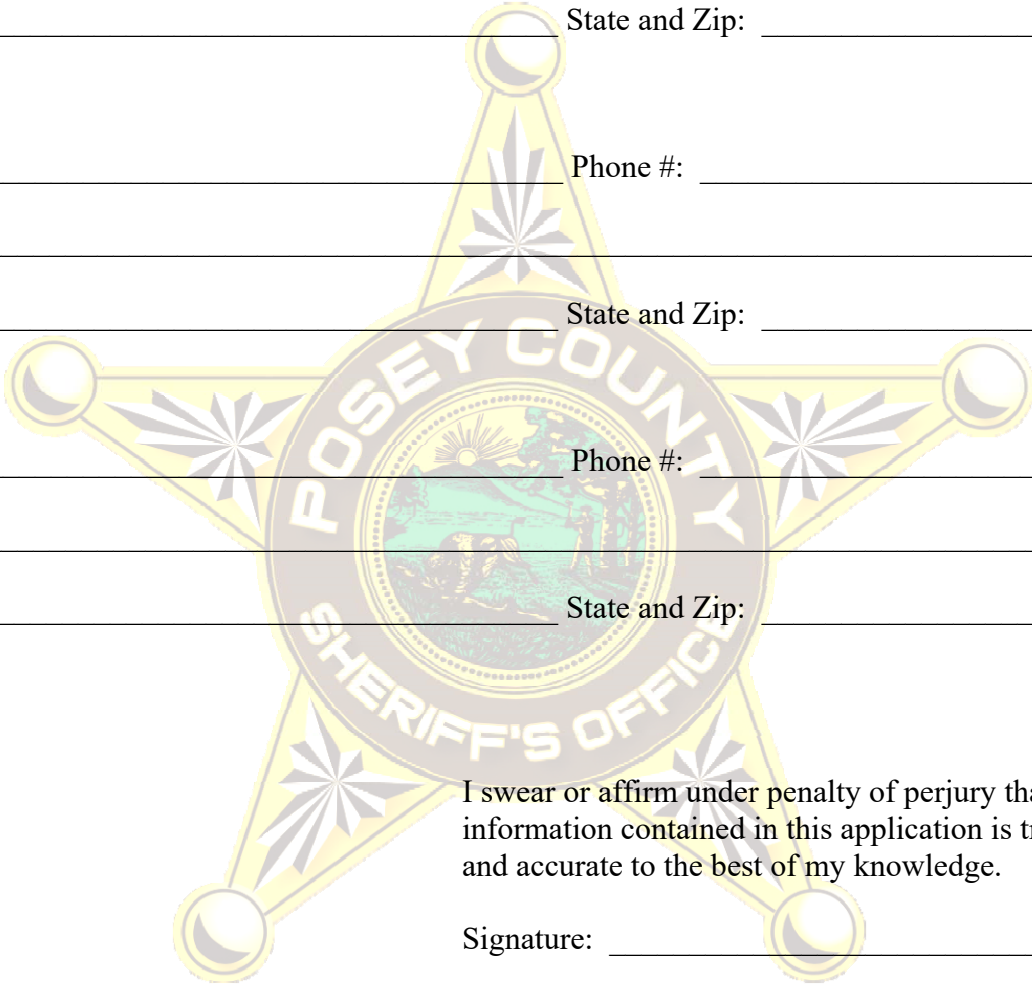 State and Zip:
Phone #:
State and Zip:
POSEY COUNTY
Phone #:
State and Zip:
SHERIFF'S OFFICE
I swear or affirm under penalty of perjury tha
information contained in this application is tr
and accurate to the best of my knowledge.
Signature: